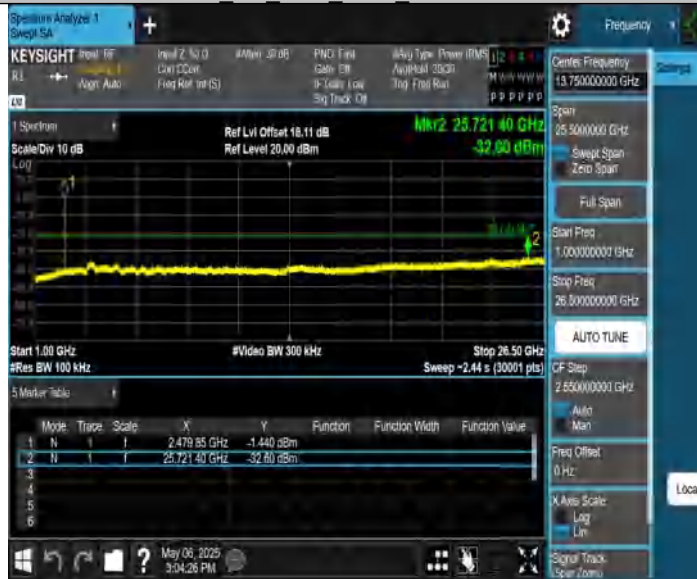 Spectrum Analyzer 1
Swept SA
Frequency
KEYSIGHT Input: RF
Input Z: 50 Ω
#Atten: 30 dB
PNO: Fast
Avg Type: Power (RMS)
Align: Auto
Corr CCorr
Freq Ref: Int (S)
Gate: Off
IF Gain: Low
Sig Track: Off
Trig: Free Run
P P P P P
Center Frequency
13.750000000 GHz
Settings
Span
25.5000000 GHz
Swept Span
Zero Span
Full Span
Start Freq
1.000000000 GHz
Stop Freq
26.500000000 GHz
AUTO TUNE
CF Step
2.550000000 GHz
Auto
Man
Freq Offset
0 Hz
X Axis Scale
Log
Lin
Signal Track
(Span Zoom)
Loca
1 Spectrum
Scale/Div 10 dB
Log
Ref Lvl Offset 18.11 dB
Ref Level 20.00 dBm
Mkr2 25.721 40 GHz
-32.60 dBm
1
2
Start 1.00 GHz
#Res BW 100 kHz
#Video BW 300 kHz
Stop 26.50 GHz
Sweep ~2.44 s (30001 pts)
5 Marker Table
Mode Trace Scale X Y Function Function Width Function Value
1 N 1 f 2.479 85 GHz -1.440 dBm
2 N 1 f 25.721 40 GHz -32.60 dBm
3
4
5
6
?
May 06, 2025
3:04:26 PM